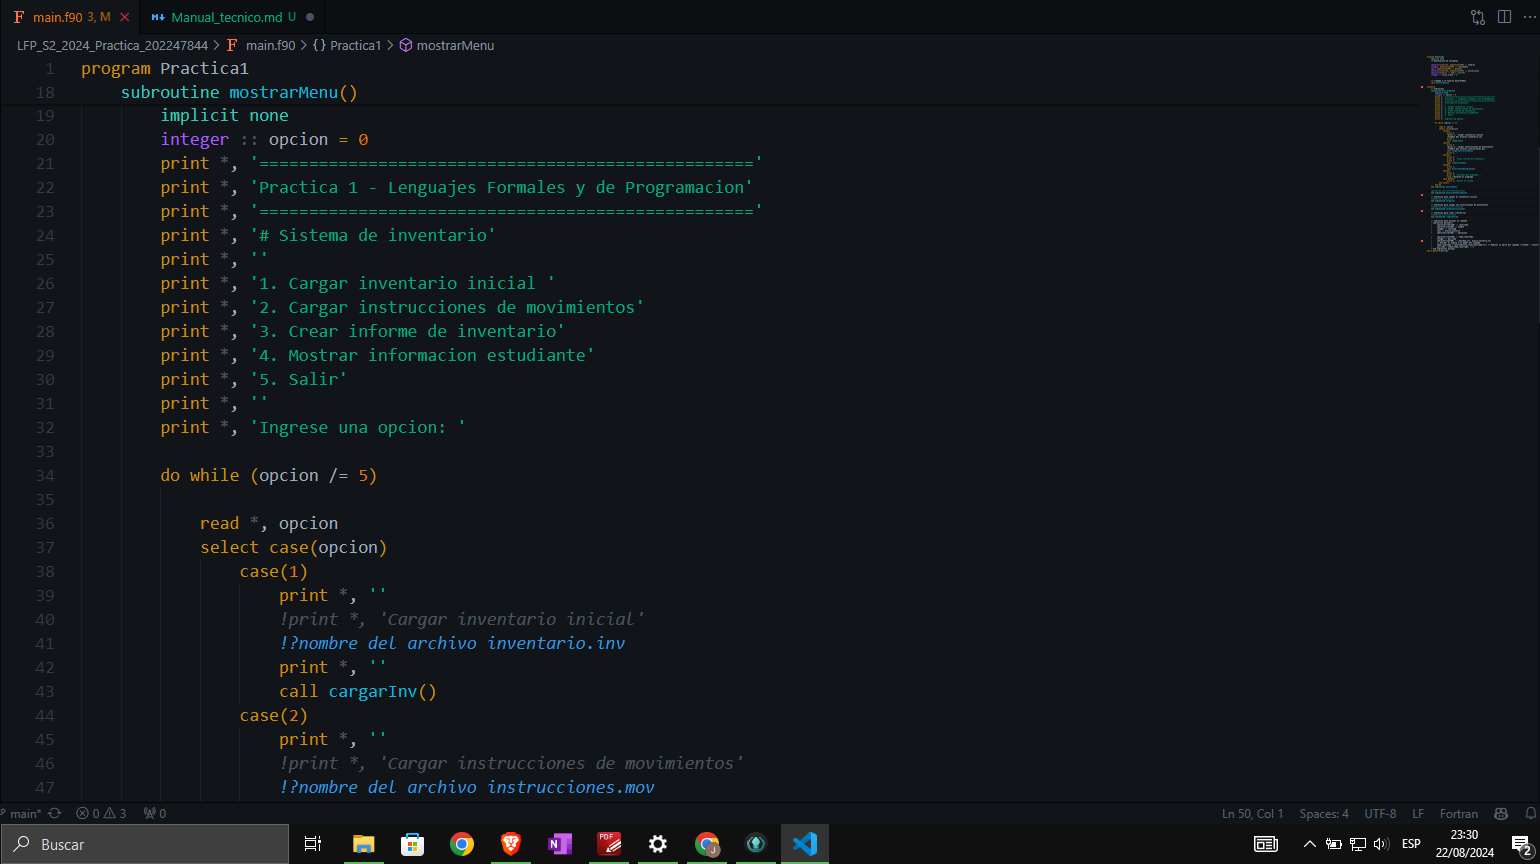 main.f90 3, M Manual_tecnico.md U
LFP_S2_2024_Practica_202247844 > main.f90 > {} Practica1 > mostrarMenu
1 program Practica1
18 subroutine mostrarMenu()
19 implicit none
20 integer :: opcion = 0
21 print *, '=================================================='
22 print *, 'Practica 1 - Lenguajes Formales y de Programacion'
23 print *, '=================================================='
24 print *, '# Sistema de inventario'
25 print *, ''
26 print *, '1. Cargar inventario inicial '
27 print *, '2. Cargar instrucciones de movimientos'
28 print *, '3. Crear informe de inventario'
29 print *, '4. Mostrar informacion estudiante'
30 print *, '5. Salir'
31 print *, ''
32 print *, 'Ingrese una opcion: '
33
34 do while (opcion /= 5)
35
36 read *, opcion
37 select case(opcion)
38 case(1)
39 print *, ''
40 !print *, 'Cargar inventario inicial'
41 !?nombre del archivo inventario.inv
42 print *, ''
43 call cargarInv()
44 case(2)
45 print *, ''
46 !print *, 'Cargar instrucciones de movimientos'
47 !?nombre del archivo instrucciones.mov
main* 0 3 0 Ln 50, Col 1 Spaces: 4 UTF-8 LF Fortran
Buscar ESP 23:30
22/08/2024 2